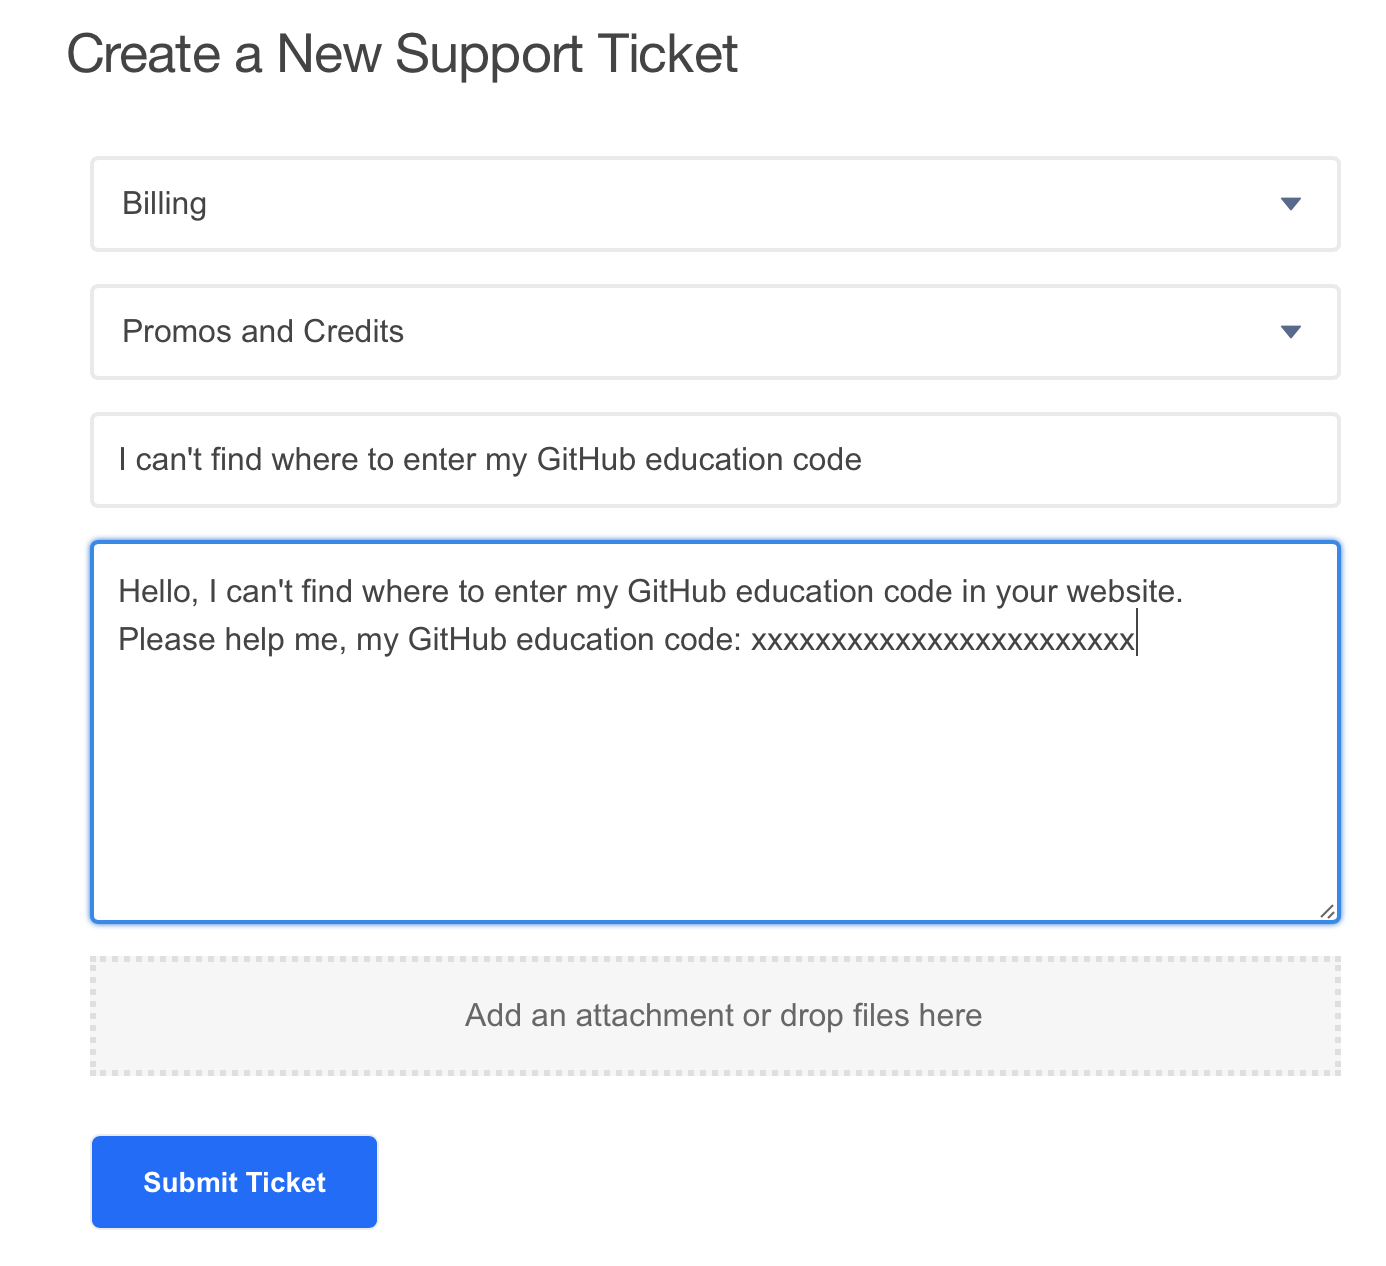 Create a New Support Ticket
Billing
Promos and Credits
I can't find where to enter my GitHub education code
Hello, I can't find where to enter my GitHub education code in your website.
Please help me, my GitHub education code: xxxxxxxxxxxxxxxxxxxxxxxx
Add an attachment or drop files here
Submit Ticket